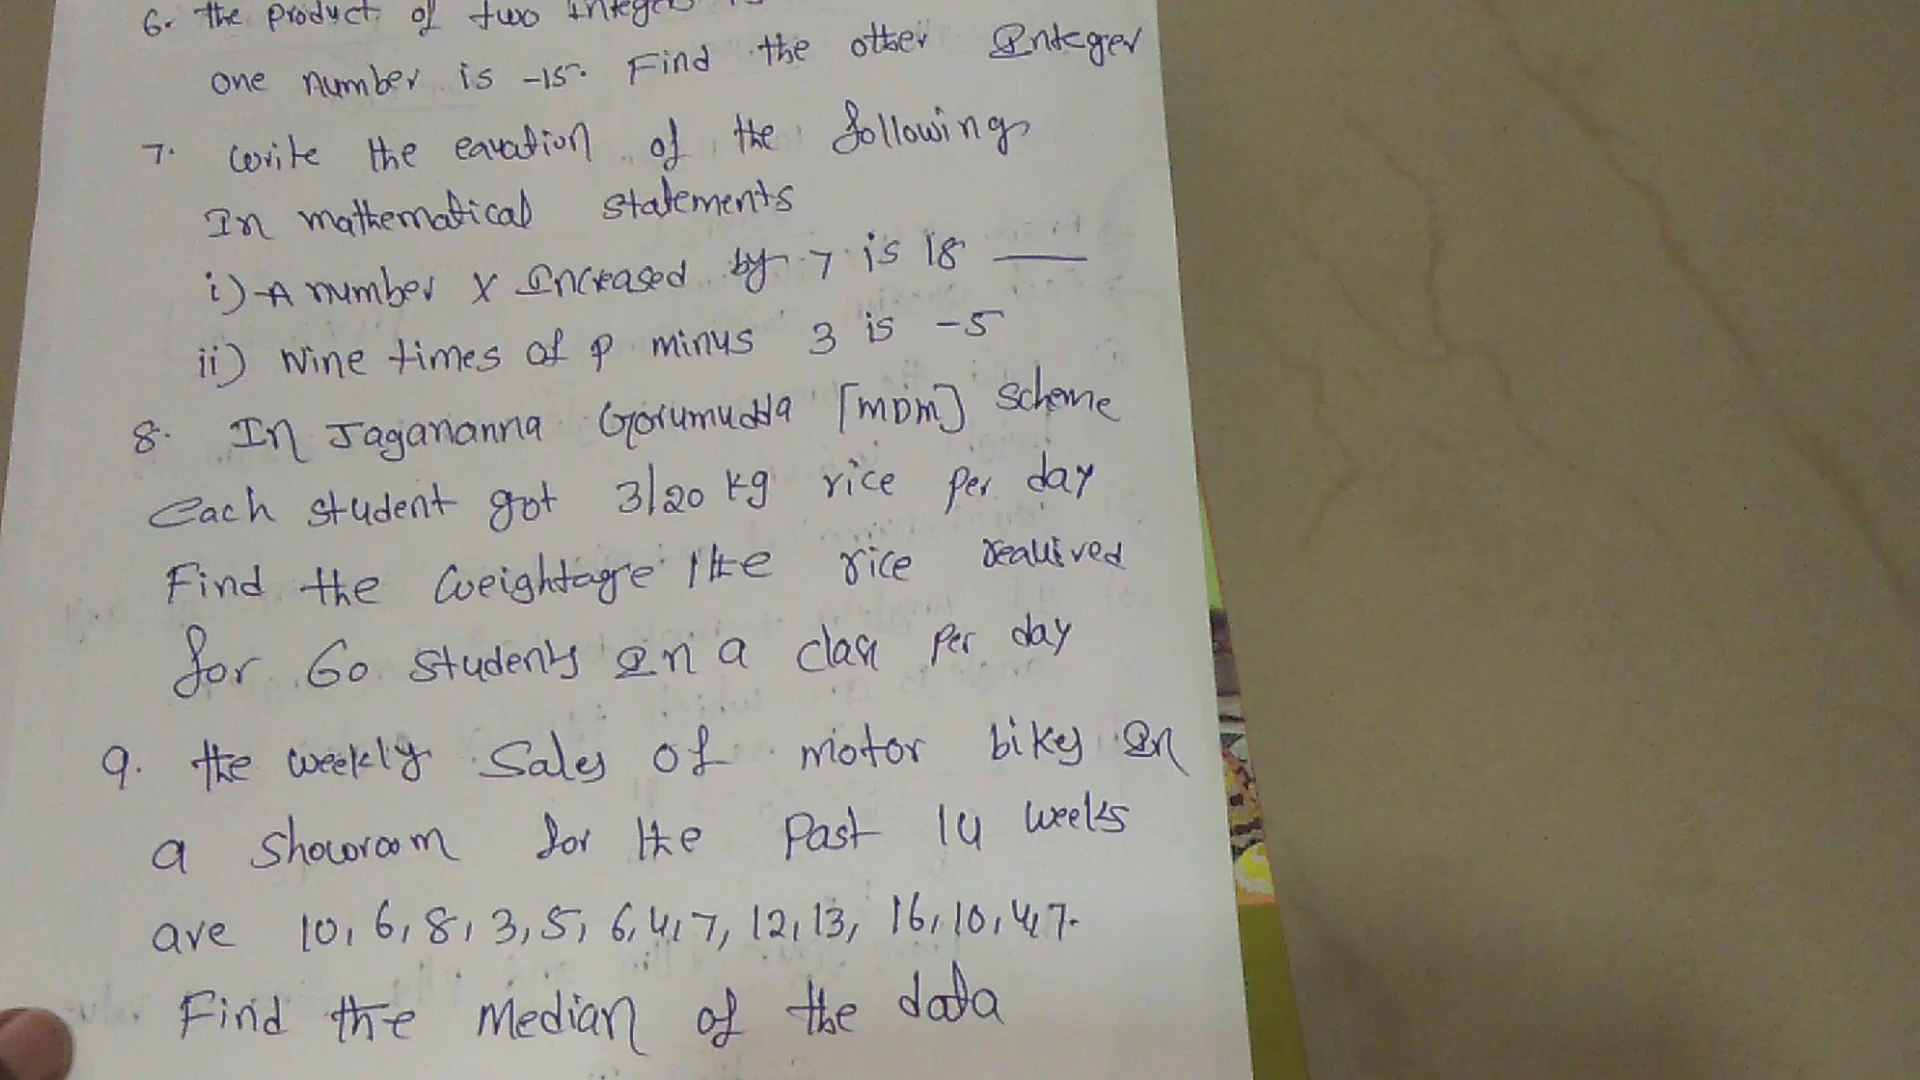 6. the product of two Integers
one number is -15. Find the other Integer
7. write the eauation of the following
In mathematical statements
i) A number x Increased by 7 is 18 ___
ii) Nine times of p minus 3 is -5
8. In Jagananna Gorumudda [MDM] Scheme
Each student got 3/20 kg rice per day
Find the weightage the rice reauired
for 60 students In a class per day
9. the weekly Sales of motor bikes In
a showroom for the Past 14 weeks
are 10, 6, 8, 3, 5, 6, 4, 7, 12, 13, 16, 10, 4, 7.
Find the Median of the data